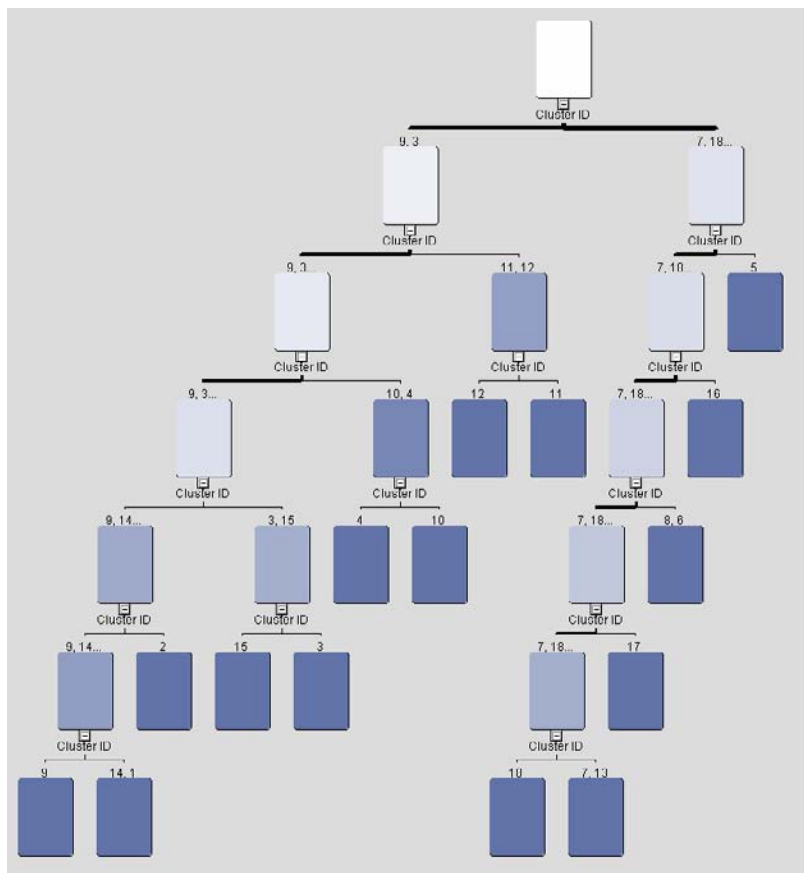 Cluster ID
9, 3
7, 18...
Cluster ID
Cluster ID
9, 3...
11, 12
7, 18...
5
Cluster ID
Cluster ID
Cluster ID
9, 3...
10, 4
12
11
7, 18...
16
Cluster ID
Cluster ID
Cluster ID
9, 14...
3, 15
4
10
7, 18...
8, 6
Cluster ID
Cluster ID
Cluster ID
9, 14...
2
15
3
7, 18...
17
Cluster ID
Cluster ID
9
14, 1
18
7, 13